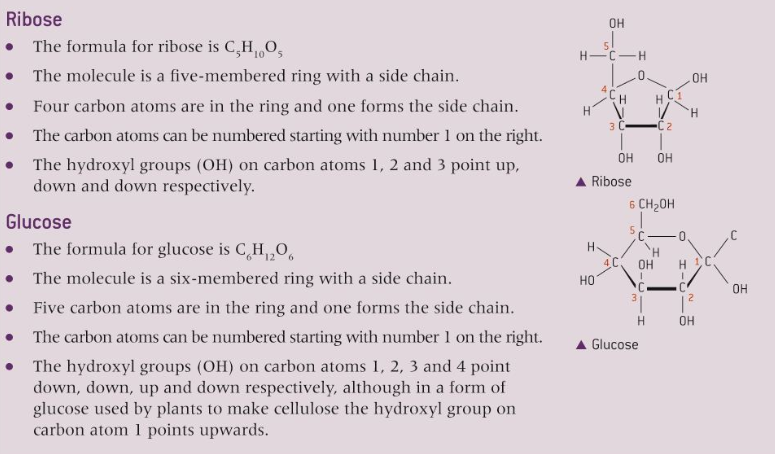 Ribose
• The formula for ribose is C₅H₁₀O₅
• The molecule is a five-membered ring with a side chain.
• Four carbon atoms are in the ring and one forms the side chain.
• The carbon atoms can be numbered starting with number 1 on the right.
• The hydroxyl groups (OH) on carbon atoms 1, 2 and 3 point up,
down and down respectively.
Glucose
• The formula for glucose is C₆H₁₂O₆
• The molecule is a six-membered ring with a side chain.
• Five carbon atoms are in the ring and one forms the side chain.
• The carbon atoms can be numbered starting with number 1 on the right.
• The hydroxyl groups (OH) on carbon atoms 1, 2, 3 and 4 point
down, down, up and down respectively, although in a form of
glucose used by plants to make cellulose the hydroxyl group on
carbon atom 1 points upwards.
OH
5
H C H
O OH
4 C H H C 1
H H
3 C C 2
OH OH
▲ Ribose
6 CH₂OH
5 C O C
H H
4 C OH H 1 C
HO OH
C C
3 2
H OH
▲ Glucose